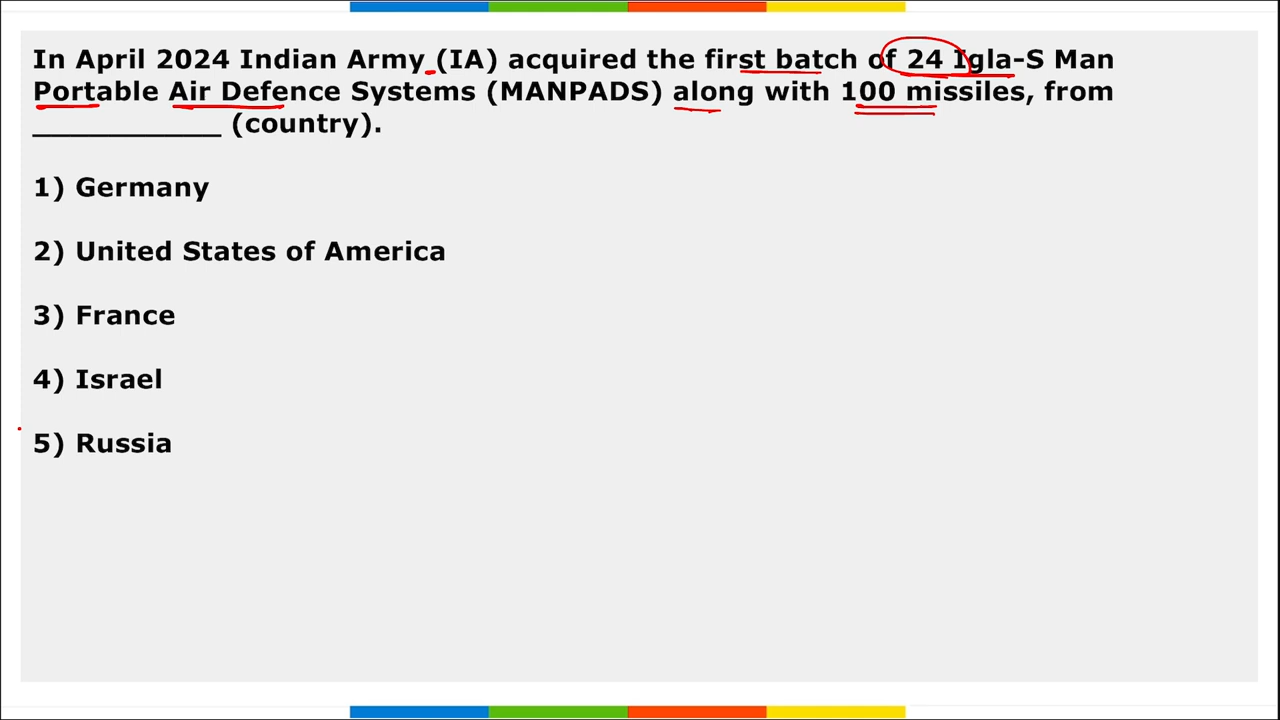 In April 2024 Indian Army (IA) acquired the first batch of 24 Igla-S Man
Portable Air Defence Systems (MANPADS) along with 100 missiles, from
_____________ (country).
1) Germany
2) United States of America
3) France
4) Israel
5) Russia